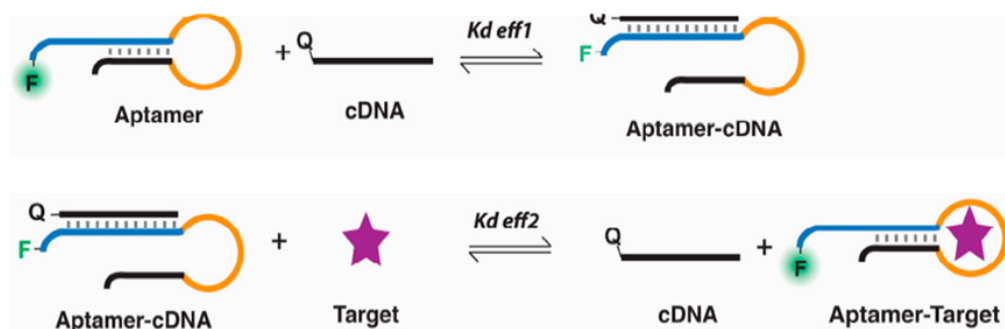 Q
Kd eff1
Q
+
F
F
Aptamer
cDNA
Aptamer-cDNA
Q
Kd eff2
Q
F
+
+
F
Aptamer-cDNA
Target
cDNA
Aptamer-Target